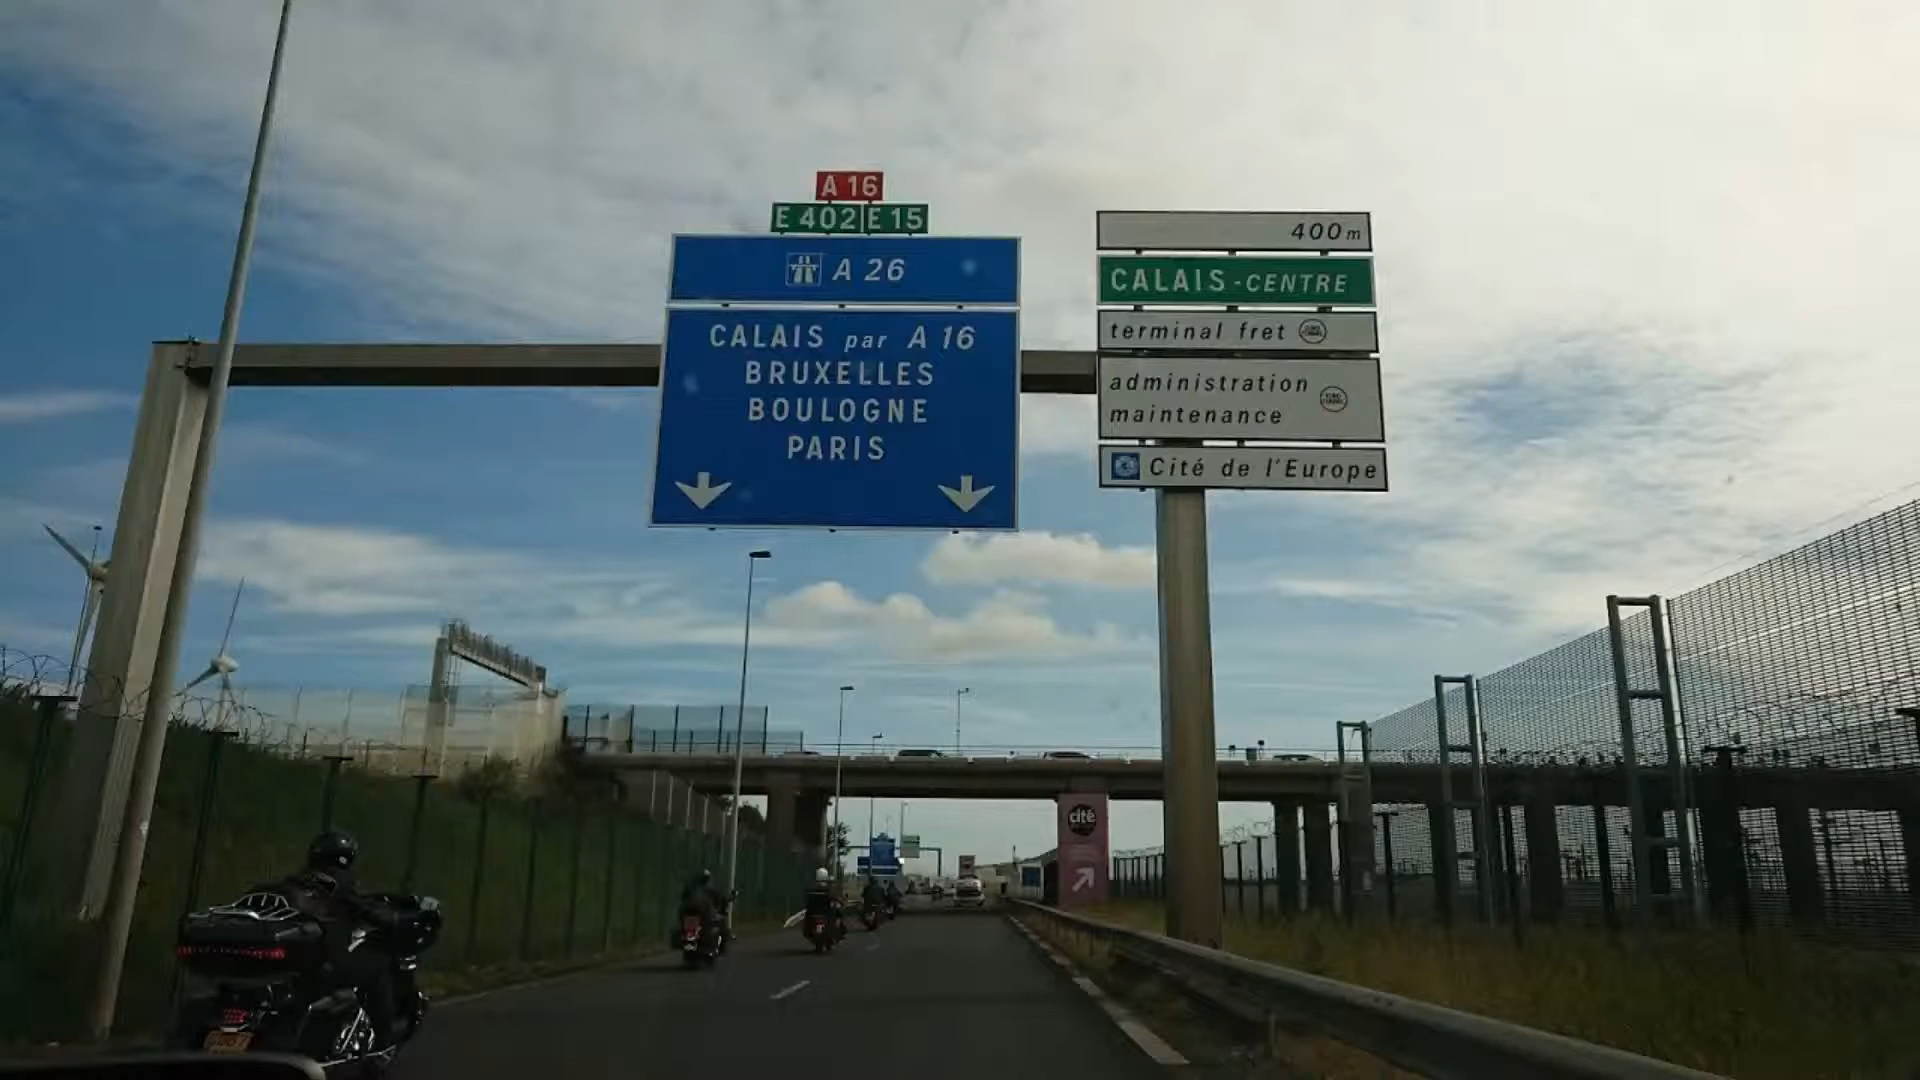 A 16
E 402 E 15
A 26
CALAIS par A 16
BRUXELLES
BOULOGNE
PARIS
400 m
CALAIS-CENTRE
terminal fret
administration
maintenance
Cité de l'Europe
cité